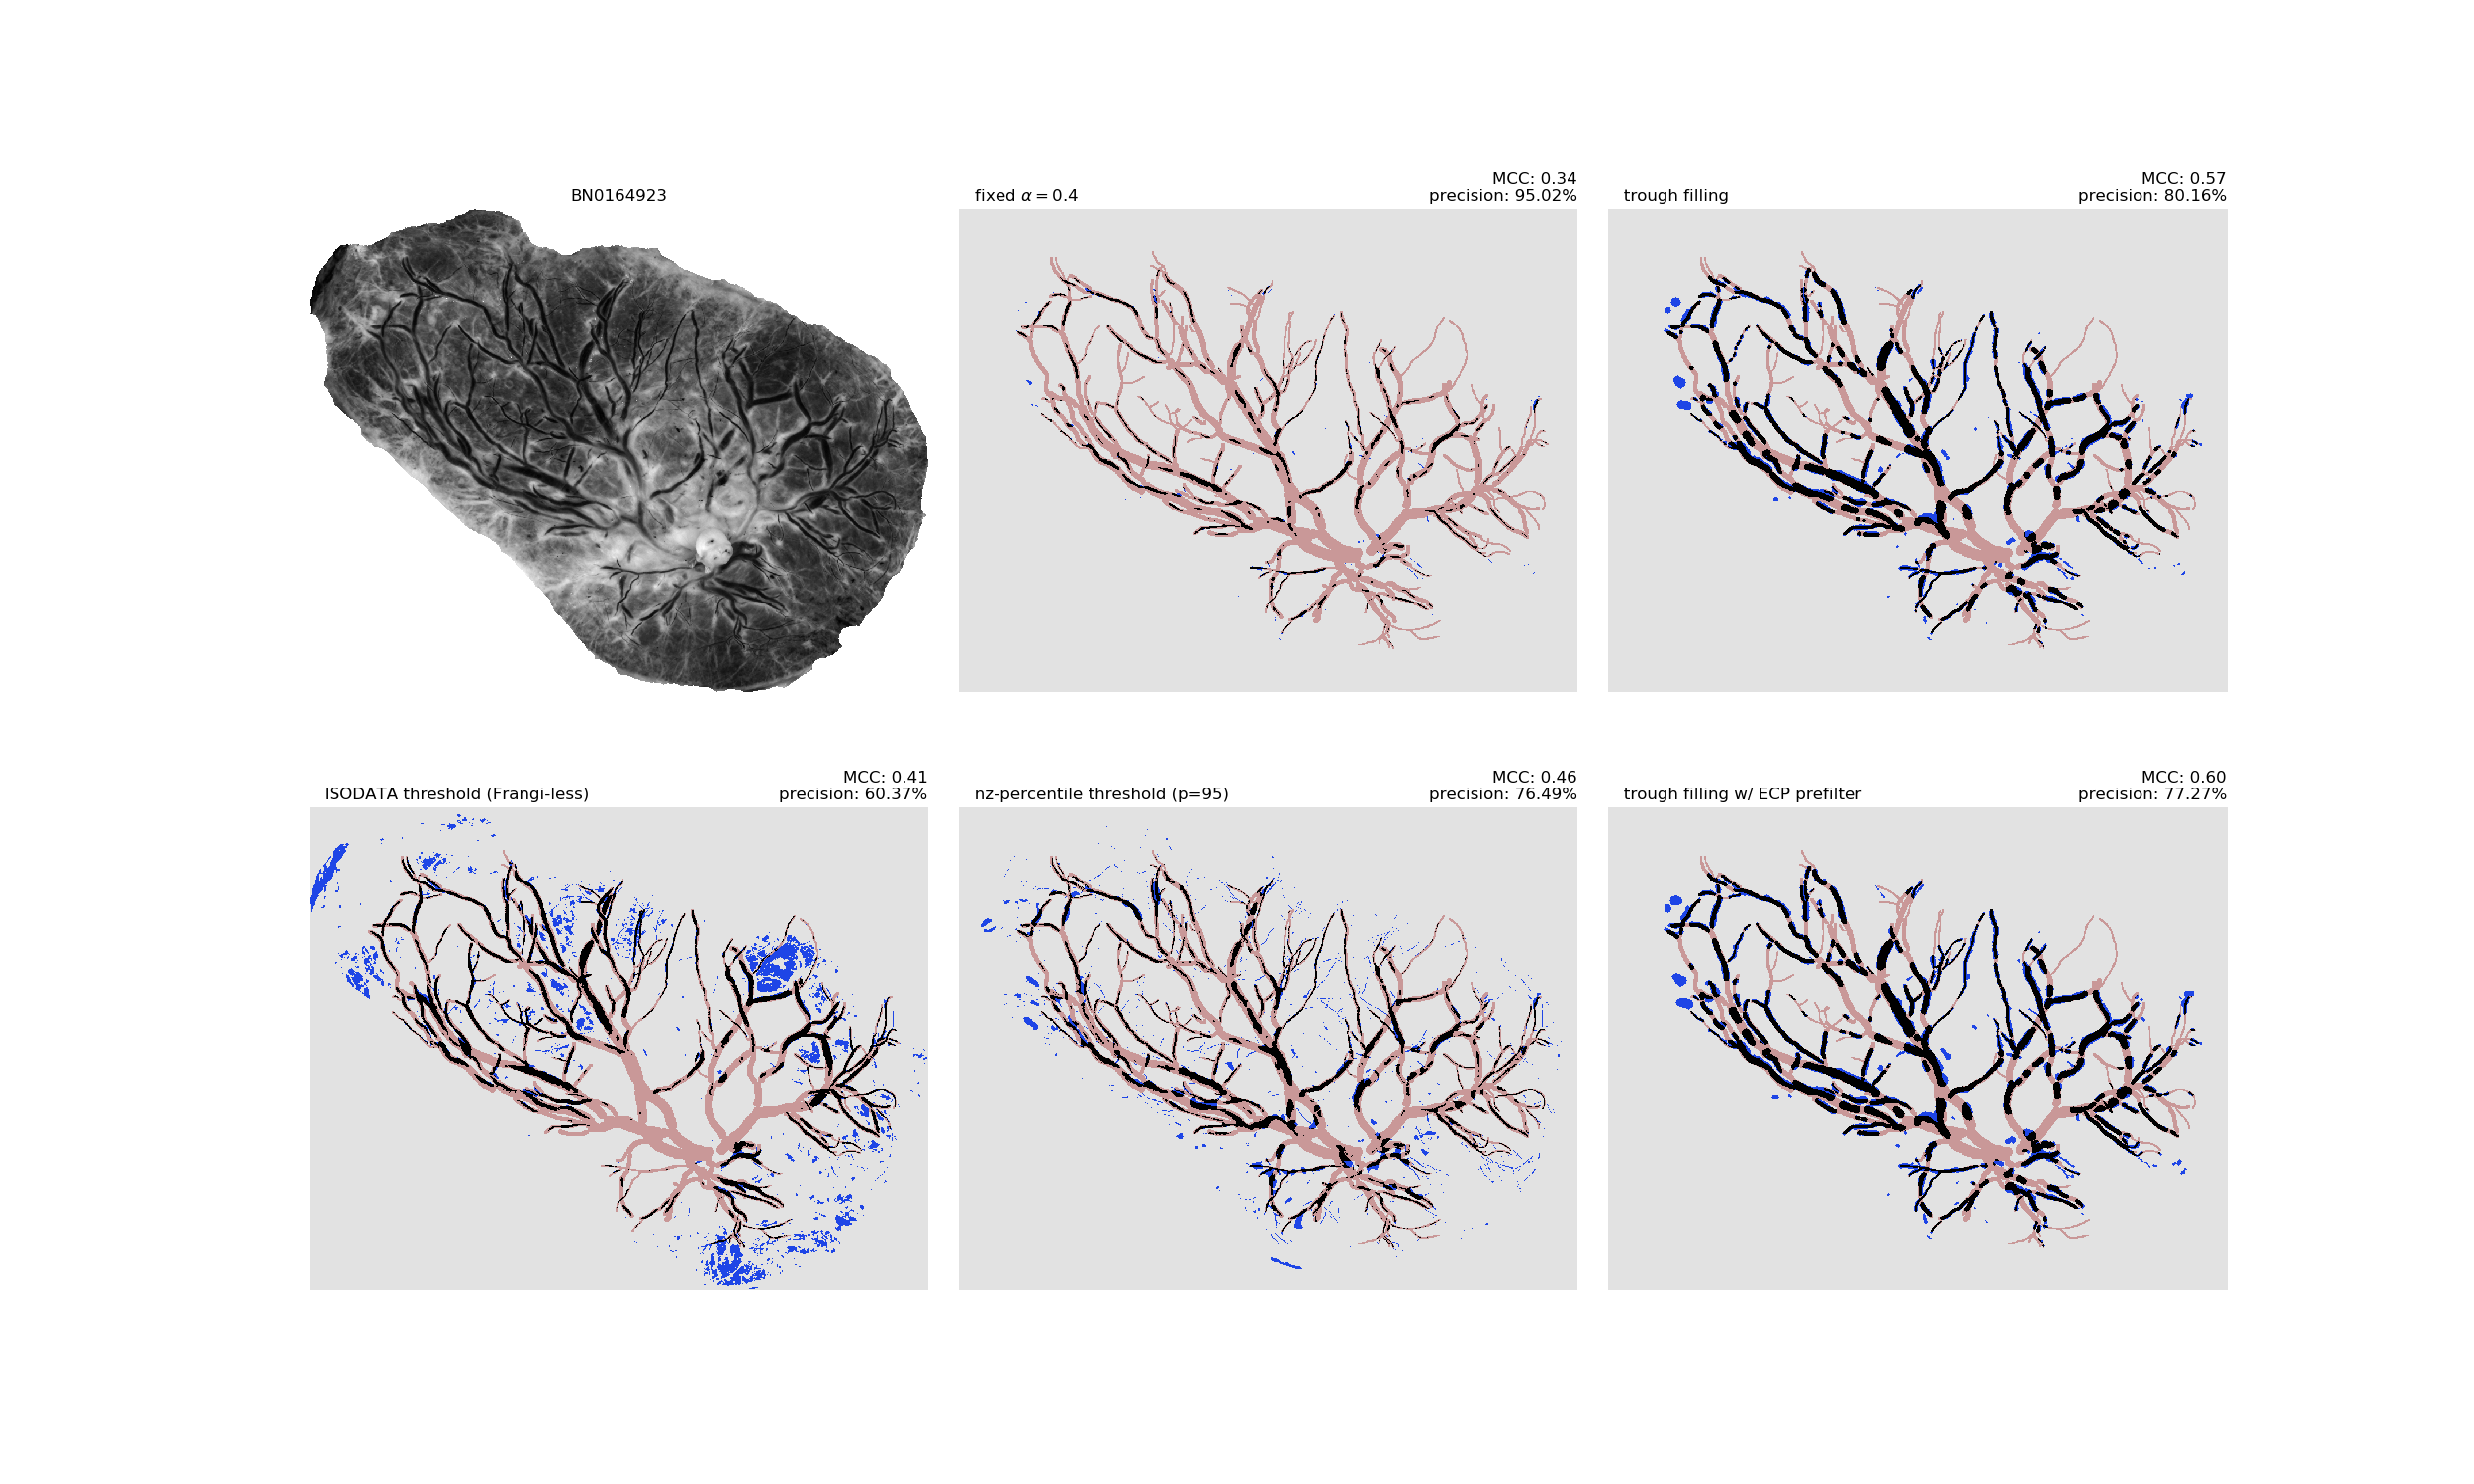 BN0164923
fixed α = 0.4
MCC: 0.34
precision: 95.02%
trough filling
MCC: 0.57
precision: 80.16%
ISODATA threshold (Frangi-less)
MCC: 0.41
precision: 60.37%
nz-percentile threshold (p=95)
MCC: 0.46
precision: 76.49%
trough filling w/ ECP prefilter
MCC: 0.60
precision: 77.27%